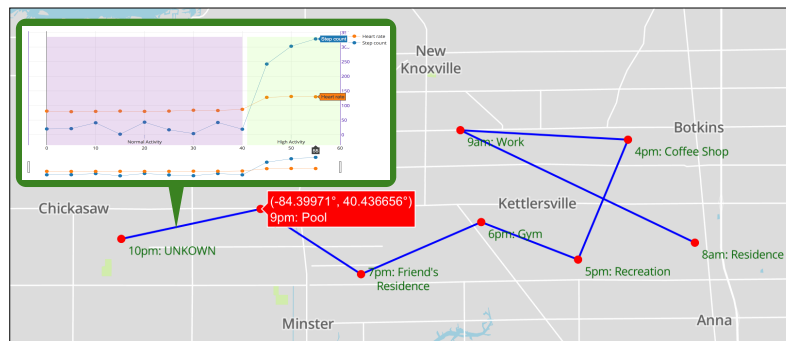 Heart rate
Step count
Step count
Heart rate
3…
250
200
150
100
50
0
Normal Activity
High Activity
0
10
20
30
40
50
60
55
New
Knoxville
Botkins
9am: Work
4pm: Coffee Shop
Chickasaw
(-84.39971°, 40.436656°)
9pm: Pool
Kettlersville
10pm: UNKOWN
6pm: Gym
8am: Residence
7pm: Friend's
Residence
5pm: Recreation
Minster
Anna